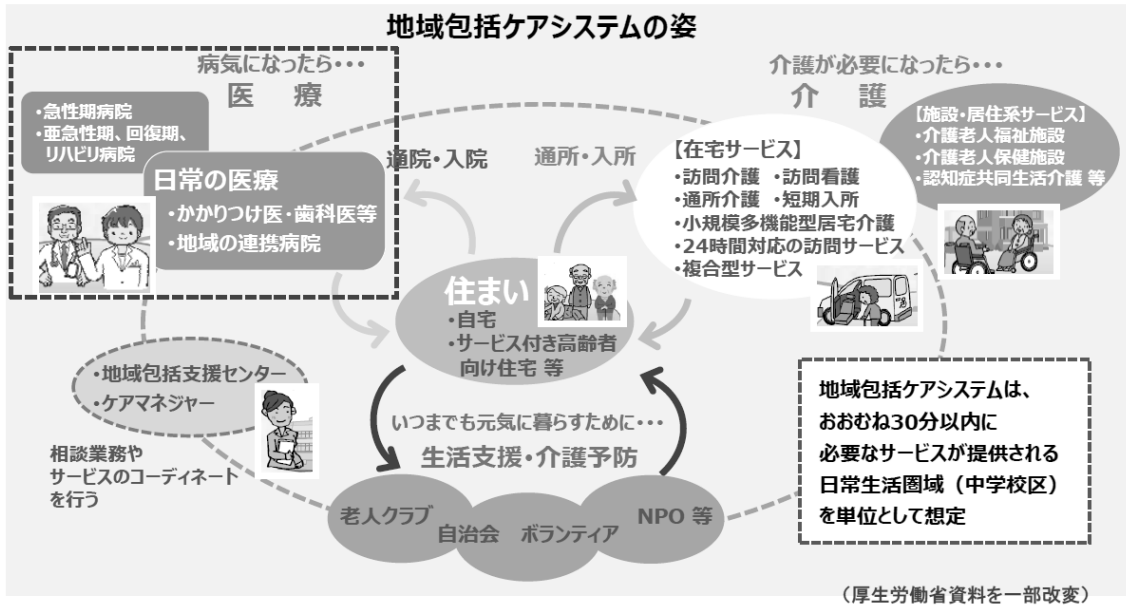 地域包括ケアシステムの姿
病気になったら・・・
医　療
・急性期病院
・亜急性期、回復期、
リハビリ病院
日常の医療
・かかりつけ医・歯科医等
・地域の連携病院
通院・入院
通所・入所
介護が必要になったら・・・
介　護
【在宅サービス】
・訪問介護　・訪問看護
・通所介護　・短期入所
・小規模多機能型居宅介護
・24時間対応の訪問サービス
・複合型サービス
【施設・居住系サービス】
・介護老人福祉施設
・介護老人保健施設
・認知症共同生活介護 等
住まい
・自宅
・サービス付き高齢者
向け住宅 等
・地域包括支援センター
・ケアマネジャー
相談業務や
サービスのコーディネート
を行う
いつまでも元気に暮らすために・・・
生活支援・介護予防
老人クラブ
自治会
ボランティア
NPO 等
地域包括ケアシステムは、
おおむね30分以内に
必要なサービスが提供される
日常生活圏域（中学校区）
を単位として想定
（厚生労働省資料を一部改変）